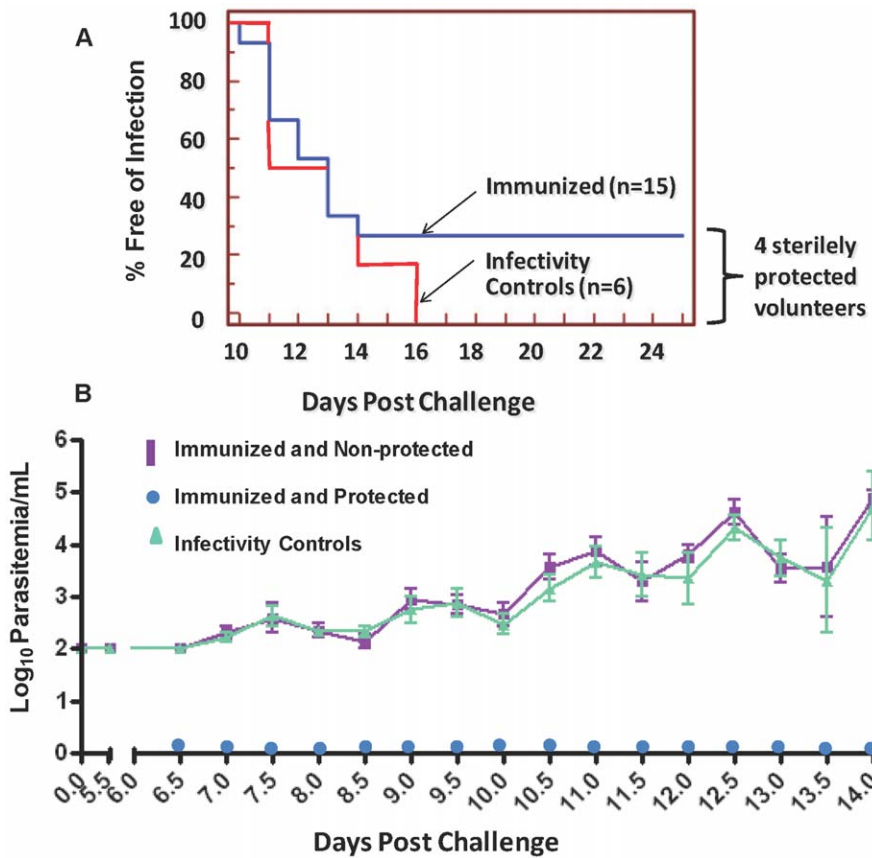 A
% Free of Infection
100
80
60
40
20
0
Immunized (n=15)
Infectivity
Controls (n=6)
4 sterilely
protected
volunteers
10 12 14 16 18 20 22 24
Days Post Challenge
B
Log10 Parasitemia/mL
6
5
4
3
2
1
0
Immunized and Non-protected
Immunized and Protected
Infectivity Controls
0.0 5.5 6.0 6.5 7.0 7.5 8.0 8.5 9.0 9.5 10.0 10.5 11.0 11.5 12.0 12.5 13.0 13.5 14.0
Days Post Challenge